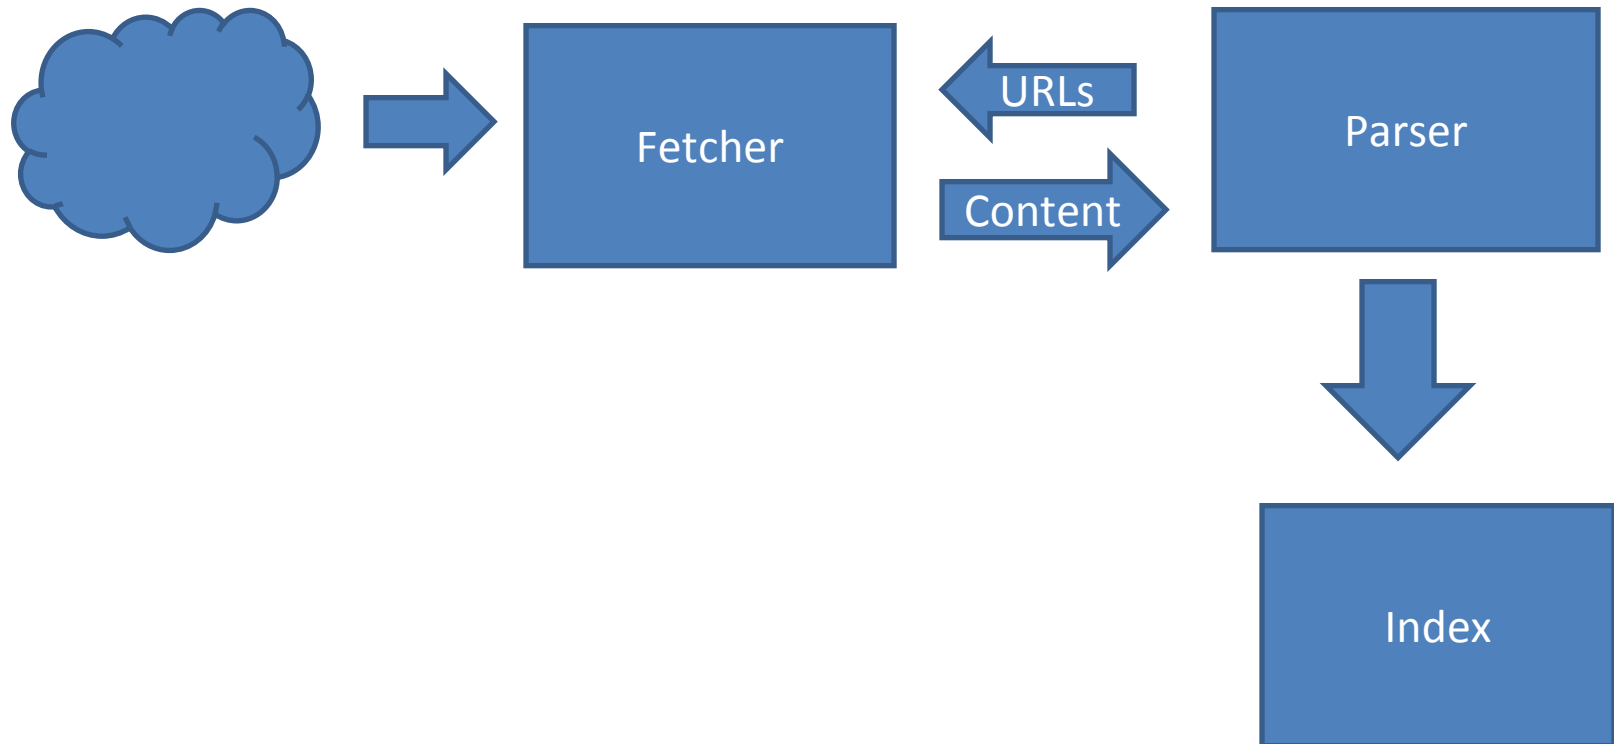 Fetcher
URLs
Content
Parser
Index